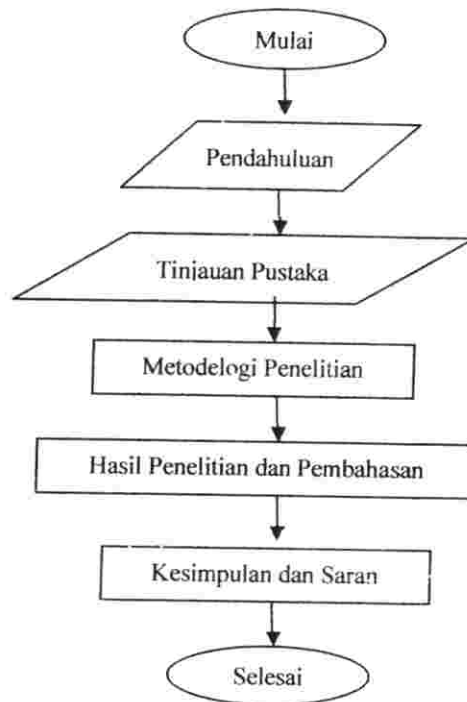 Mulai
Pendahuluan
Tinjauan Pustaka
Metodelogi Penelitian
Hasil Penelitian dan Pembahasan
Kesimpulan dan Saran
Selesai